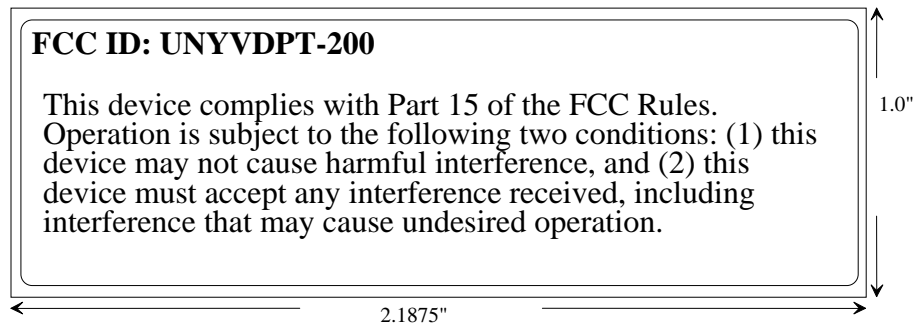 FCC ID: UNYVDPT-200
This device complies with Part 15 of the FCC Rules.
Operation is subject to the following two conditions: (1) this
device may not cause harmful interference, and (2) this
device must accept any interference received, including
interference that may cause undesired operation.
1.0"
2.1875"